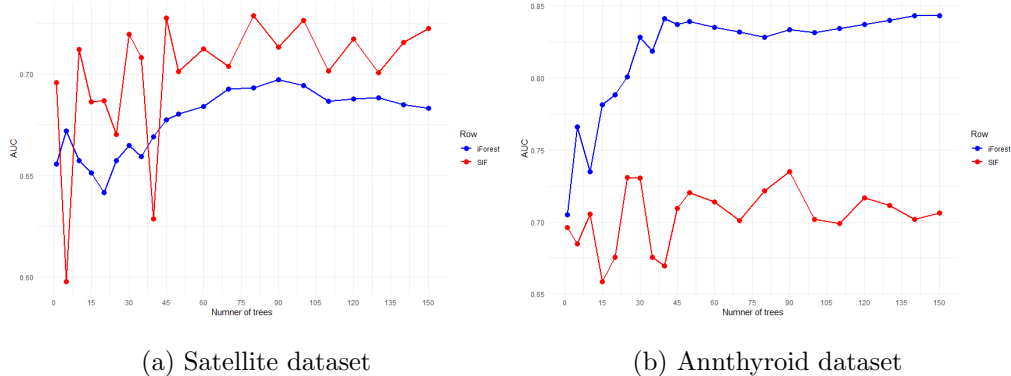 0.70
0.65
0.60
AUC
0 15 30 45 60 75 90 105 120 135 150
Numner of trees
Row
iForest
SIF
(a) Satellite dataset
0.85
0.80
0.75
0.70
0.65
AUC
0 15 30 45 60 75 90 105 120 135 150
Numner of trees
Row
iForest
SIF
(b) Annthyroid dataset